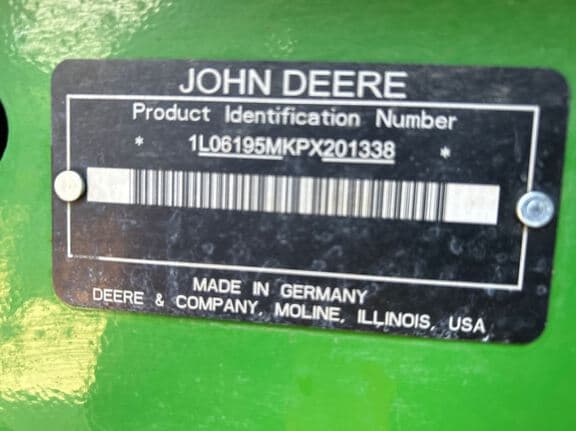 JOHN DEERE
Product Identification Number
* 1L06195MKPX201338 *
MADE IN GERMANY
DEERE & COMPANY, MOLINE, ILLINOIS, USA